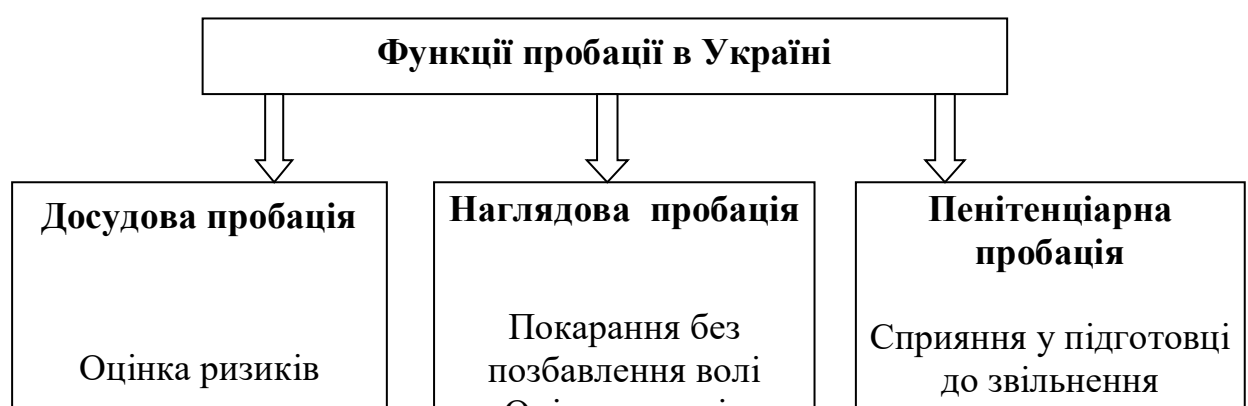 Функції пробації в Україні
Досудова пробація
Оцінка ризиків
Наглядова пробація
Покарання без
позбавлення волі
Пенітенціарна
пробація
Сприяння у підготовці
до звільнення